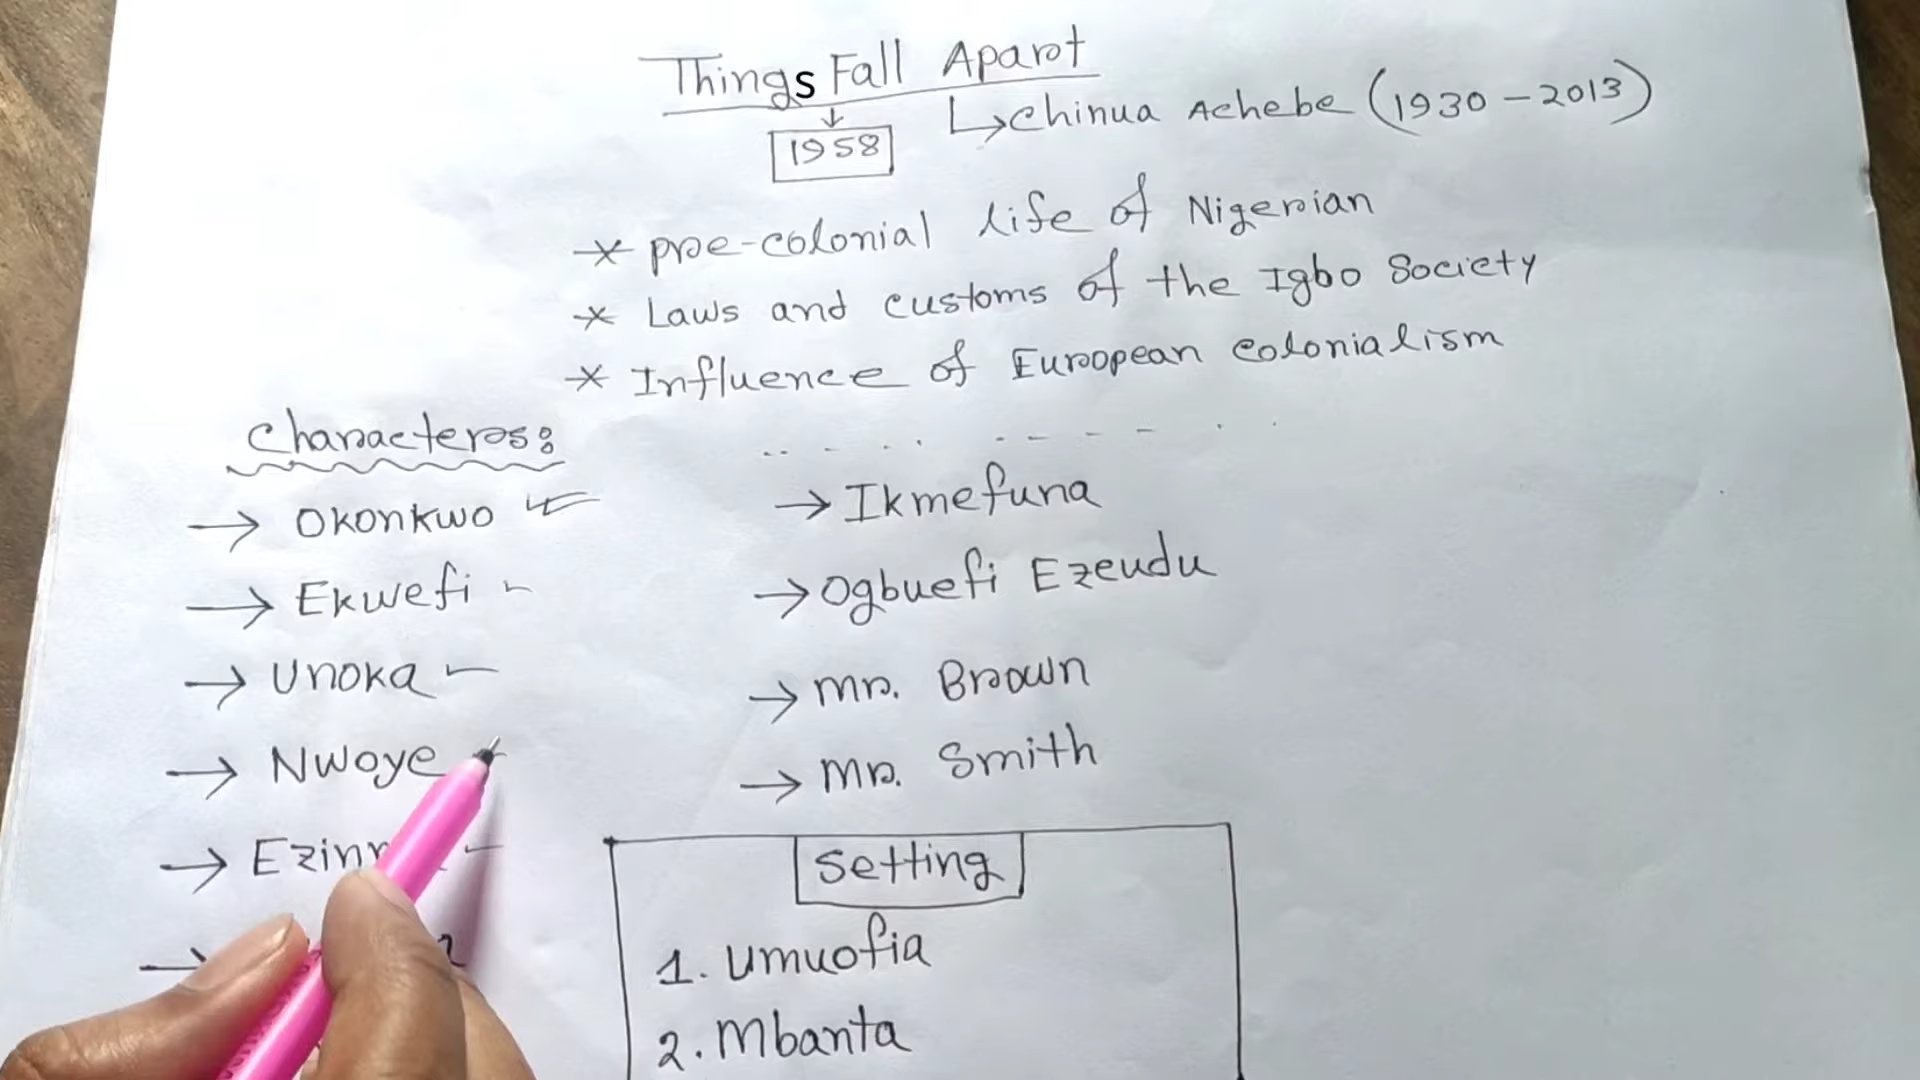 Things Fall Apart
↳ Chinua Achebe (1930-2013)
↓
1958
* pre-colonial life of Nigerian
* Laws and customs of the Igbo Society
* Influence of European colonialism
Characters:
→ Okonkwo
→ Ekwefi
→ Unoka
→ Nwoye
→
→
→ Ikmefuna
→ Ogbuefi Ezeudu
→ Mr. Brown
→ Mr. Smith
Setting
1. Umuofia
2. Mbanta